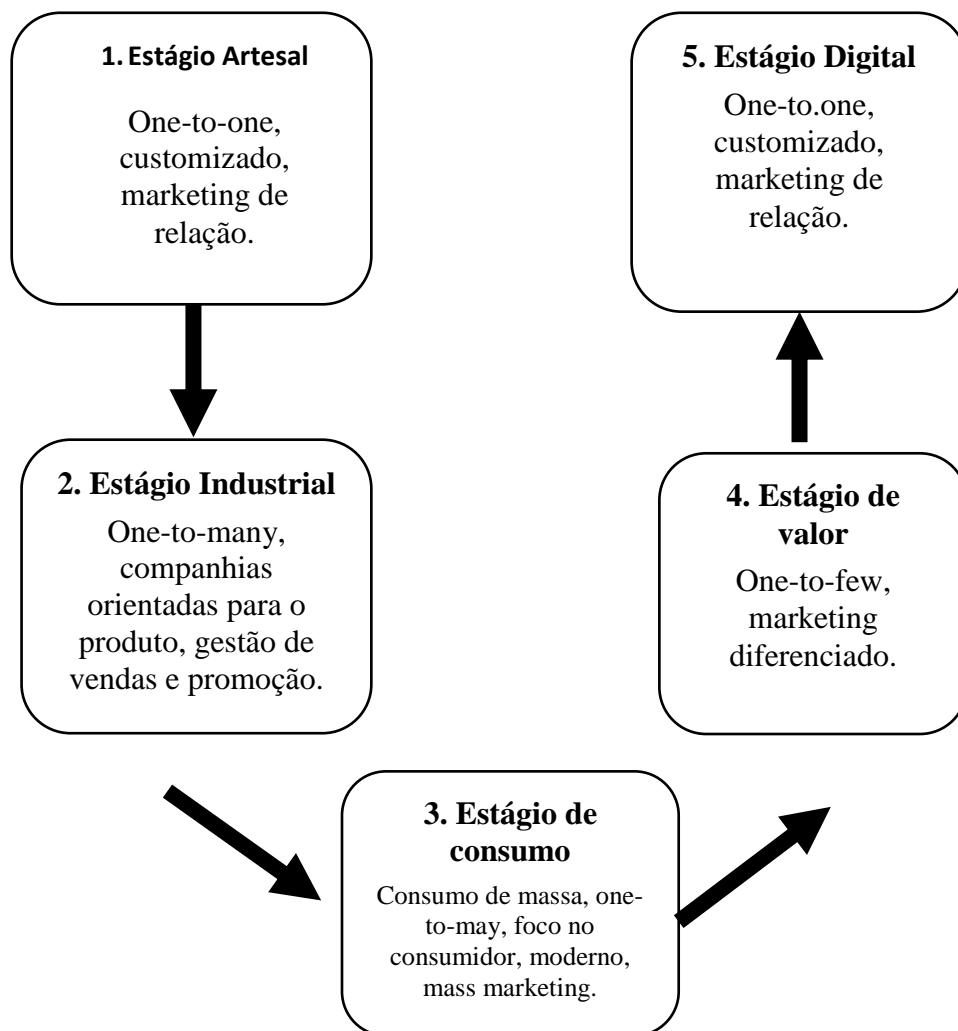 1. Estágio Artesal
One-to-one,
customizado,
marketing de
relação.
2. Estágio Industrial
One-to-many,
companhias
orientadas para o
produto, gestão de
vendas e promoção.
3. Estágio de
consumo
Consumo de massa, one-
to-may, foco no
consumidor, moderno,
mass marketing.
4. Estágio de
valor
One-to-few,
marketing
diferenciado.
5. Estágio Digital
One-to.one,
customizado,
marketing de
relação.